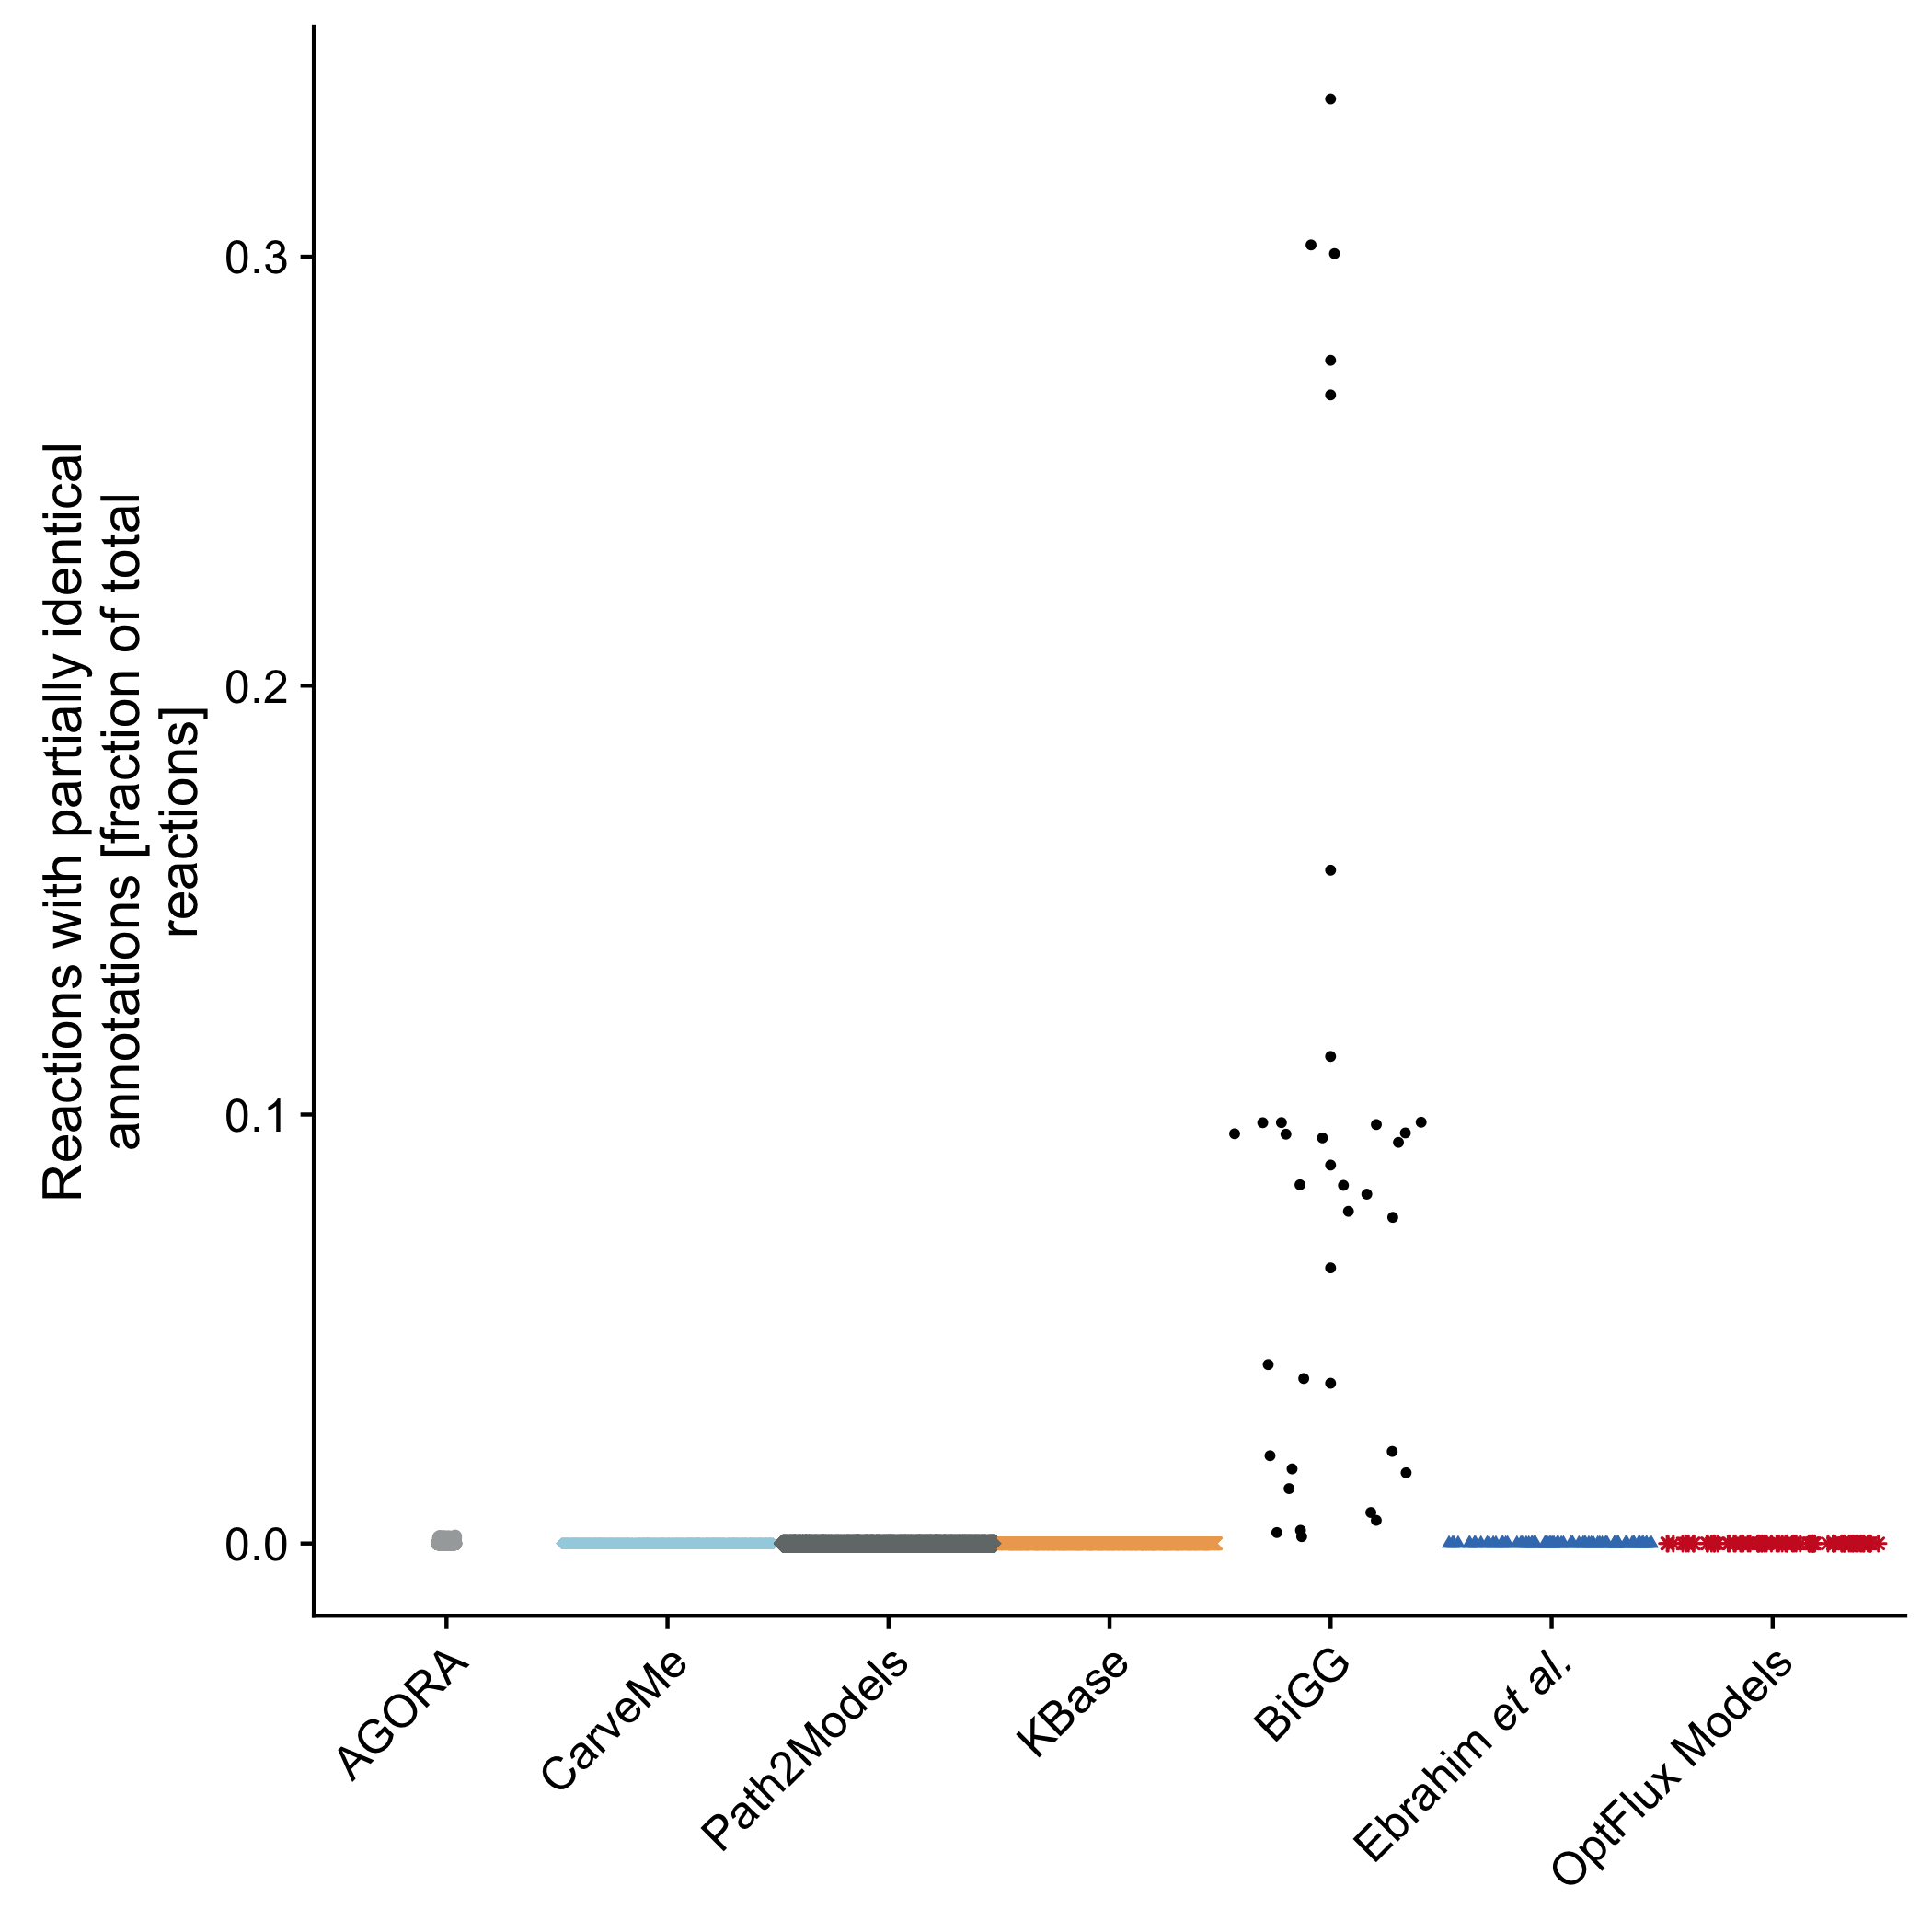 Reactions with partially identical
annotations [fraction of total
reactions]
0.3
0.2
0.1
0.0
AGORA
CarveMe
Path2Models
KBase
BiGG
Ebrahim et al.
OptFlux Models